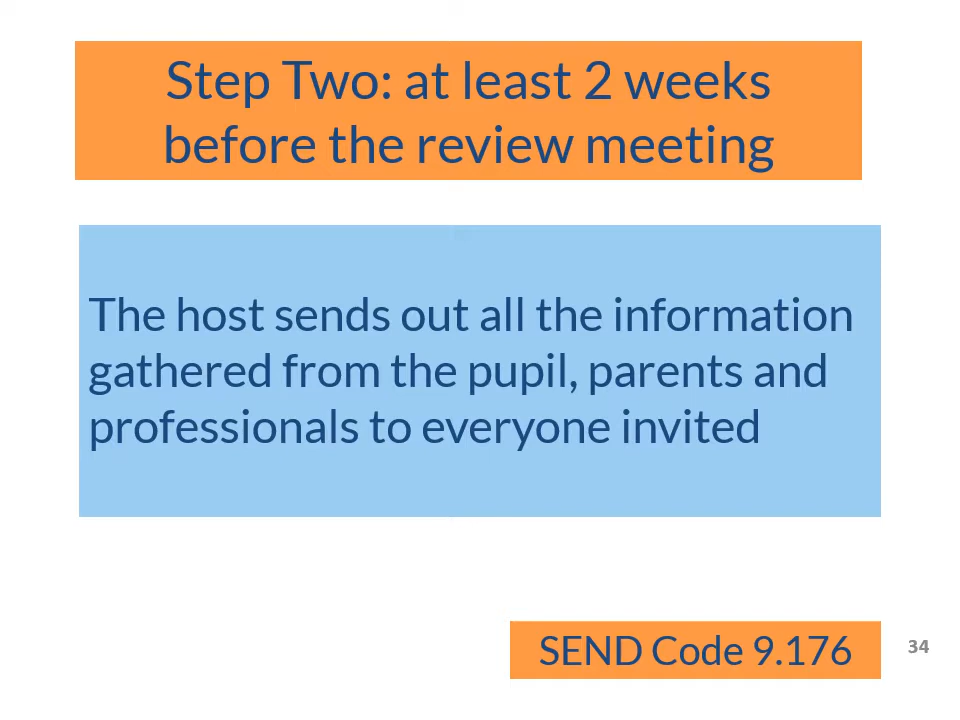 Step Two: at least 2 weeks
before the review meeting
The host sends out all the information
gathered from the pupil, parents and
professionals to everyone invited
SEND Code 9.176
34